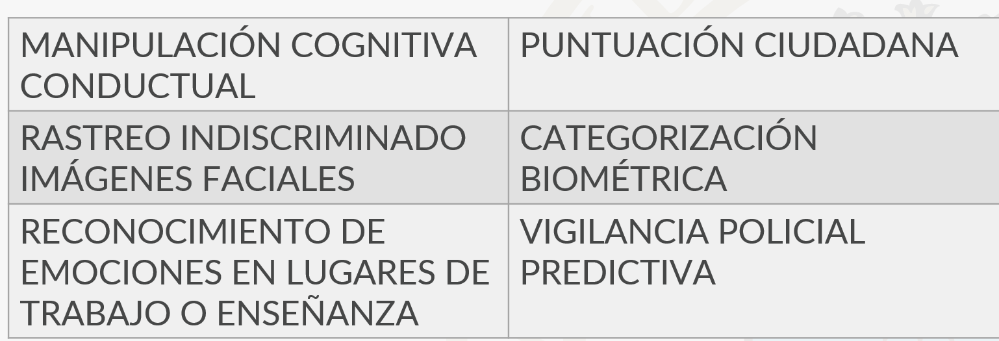 MANIPULACIÓN COGNITIVA
CONDUCTUAL
PUNTUACIÓN CIUDADANA
RASTREO INDISCRIMINADO
IMÁGENES FACIALES
CATEGORIZACIÓN
BIOMÉTRICA
RECONOCIMIENTO DE
EMOCIONES EN LUGARES DE
TRABAJO O ENSEÑANZA
VIGILANCIA POLICIAL
PREDICTIVA